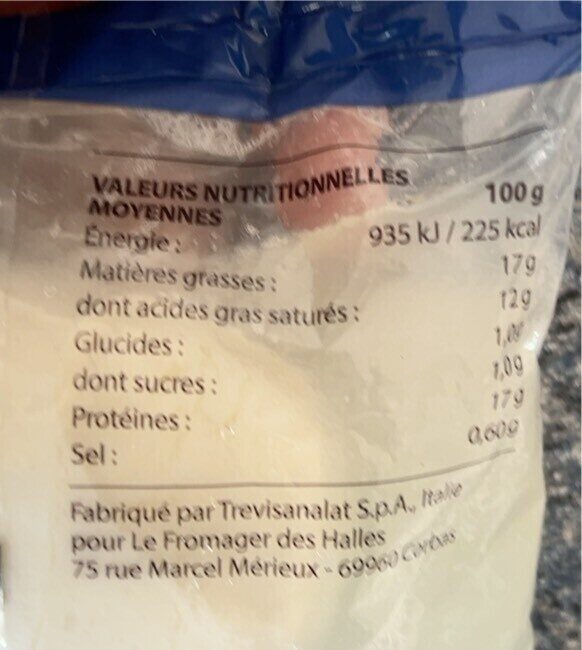 VALEURS NUTRITIONNELLES
MOYENNES 100 g
Énergie : 935 kJ / 225 kcal
Matières grasses : 17g
dont acides gras saturés : 12g
Glucides : 1,0g
dont sucres : 1,0g
Protéines : 17g
Sel : 0,60g
Fabriqué par Trevisanalat S.p.A., Italie
pour Le Fromager des Halles
75 rue Marcel Mérieux - 69960 Corbas